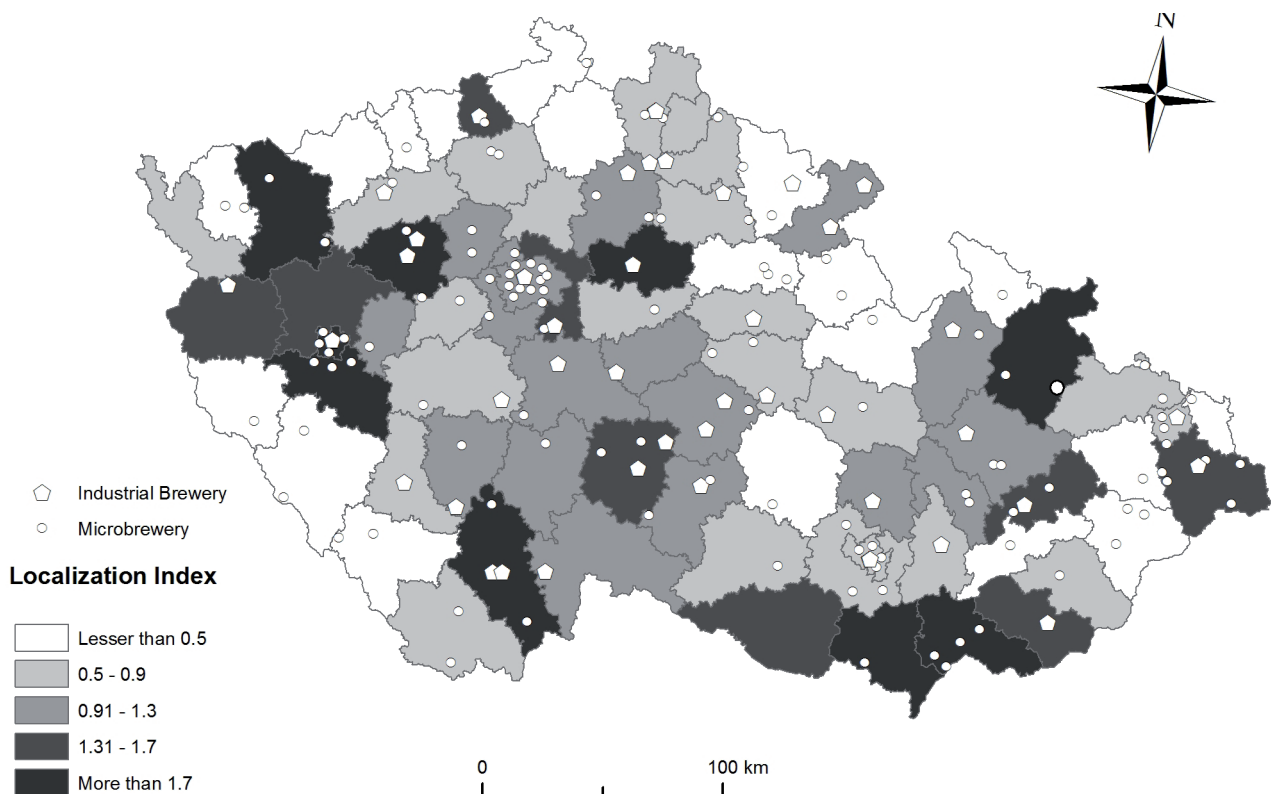 N
Industrial Brewery
Microbrewery
Localization Index
Lesser than 0.5
0.5 - 0.9
0.91 - 1.3
1.31 - 1.7
More than 1.7
0 100 km